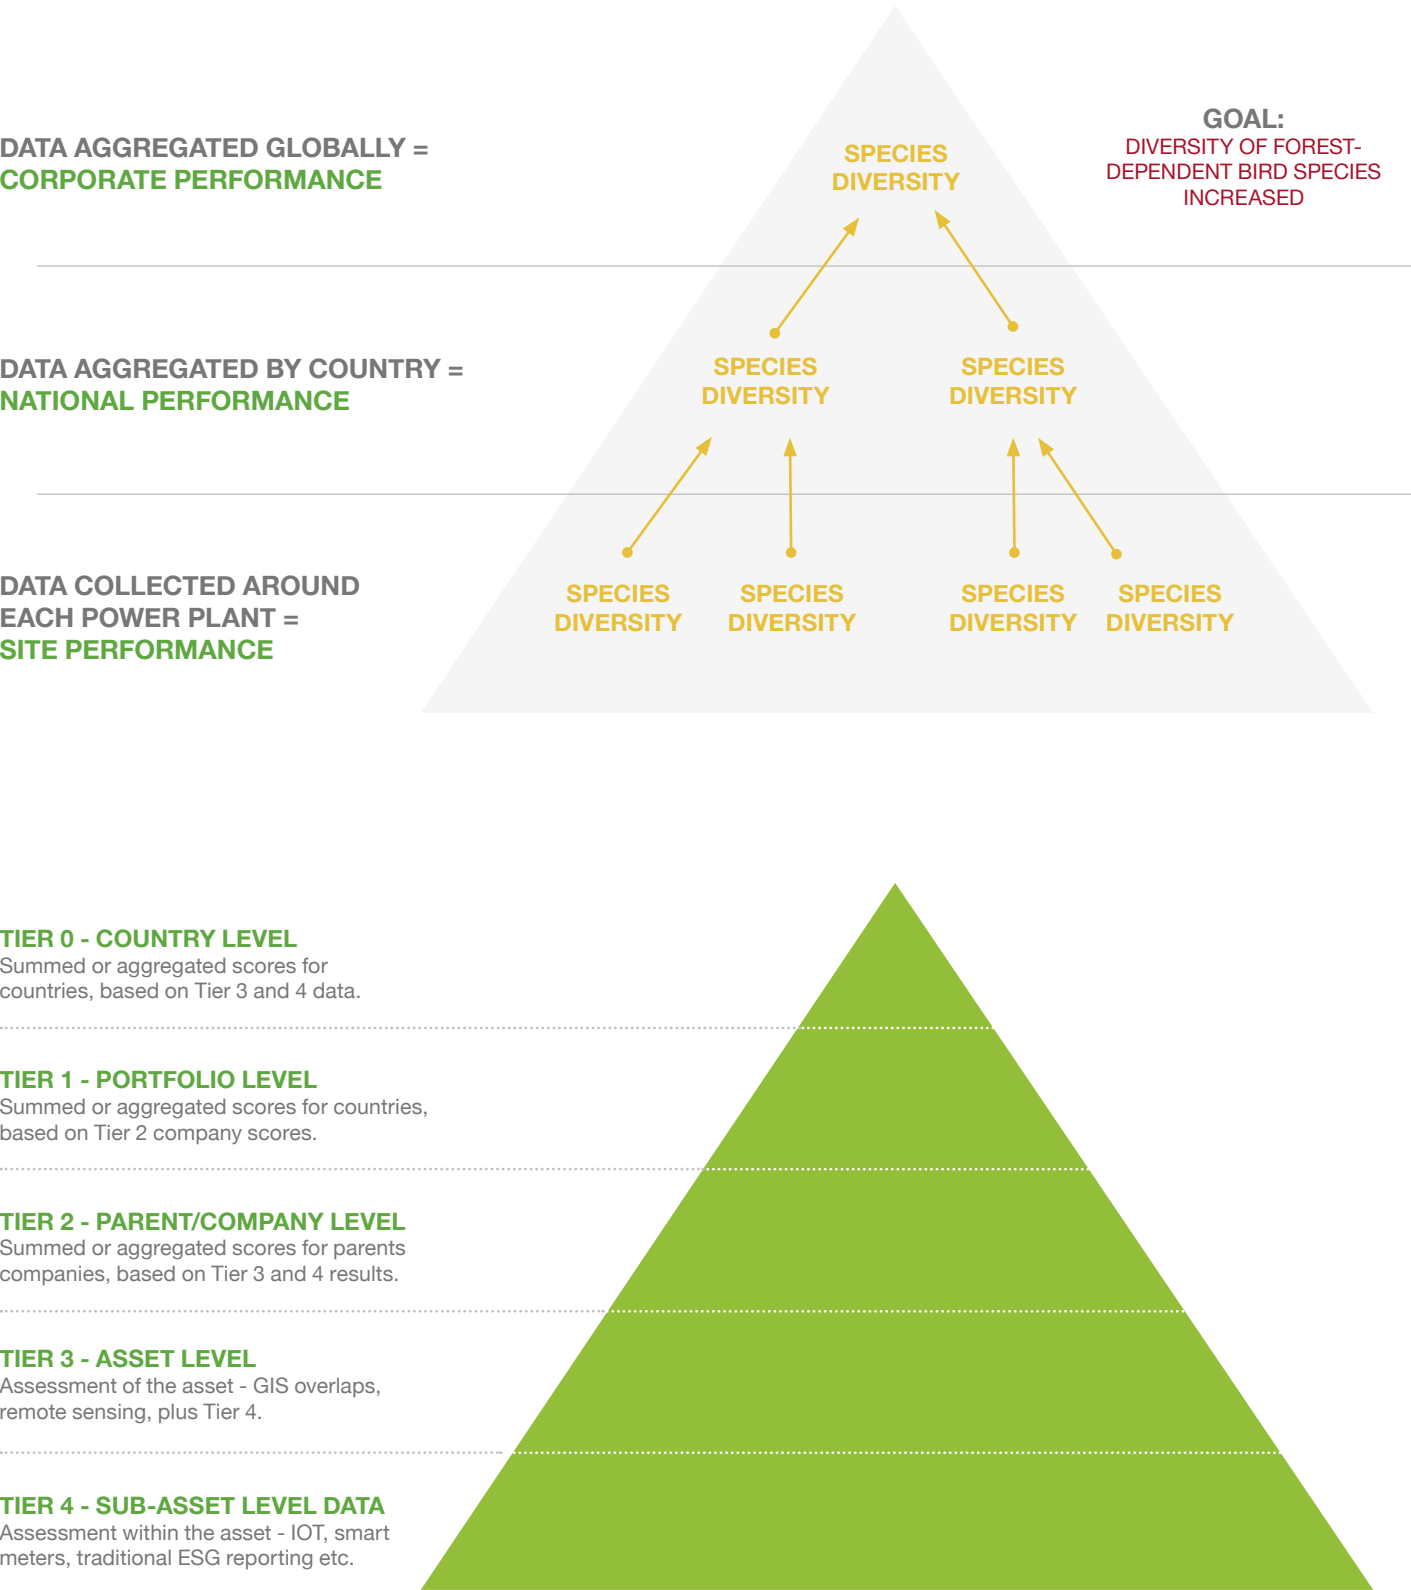 DATA AGGREGATED GLOBALLY =
CORPORATE PERFORMANCE
SPECIES
DIVERSITY
GOAL:
DIVERSITY OF FOREST-
DEPENDENT BIRD SPECIES
INCREASED
DATA AGGREGATED BY COUNTRY =
NATIONAL PERFORMANCE
SPECIES
DIVERSITY
SPECIES
DIVERSITY
DATA COLLECTED AROUND
EACH POWER PLANT =
SITE PERFORMANCE
SPECIES
DIVERSITY
SPECIES
DIVERSITY
SPECIES
DIVERSITY
SPECIES
DIVERSITY
TIER 0 - COUNTRY LEVEL
Summed or aggregated scores for
countries, based on Tier 3 and 4 data.
TIER 1 - PORTFOLIO LEVEL
Summed or aggregated scores for countries,
based on Tier 2 company scores.
TIER 2 - PARENT/COMPANY LEVEL
Summed or aggregated scores for parents
companies, based on Tier 3 and 4 results.
TIER 3 - ASSET LEVEL
Assessment of the asset - GIS overlaps,
remote sensing, plus Tier 4.
TIER 4 - SUB-ASSET LEVEL DATA
Assessment within the asset - IOT, smart
meters, traditional ESG reporting etc.